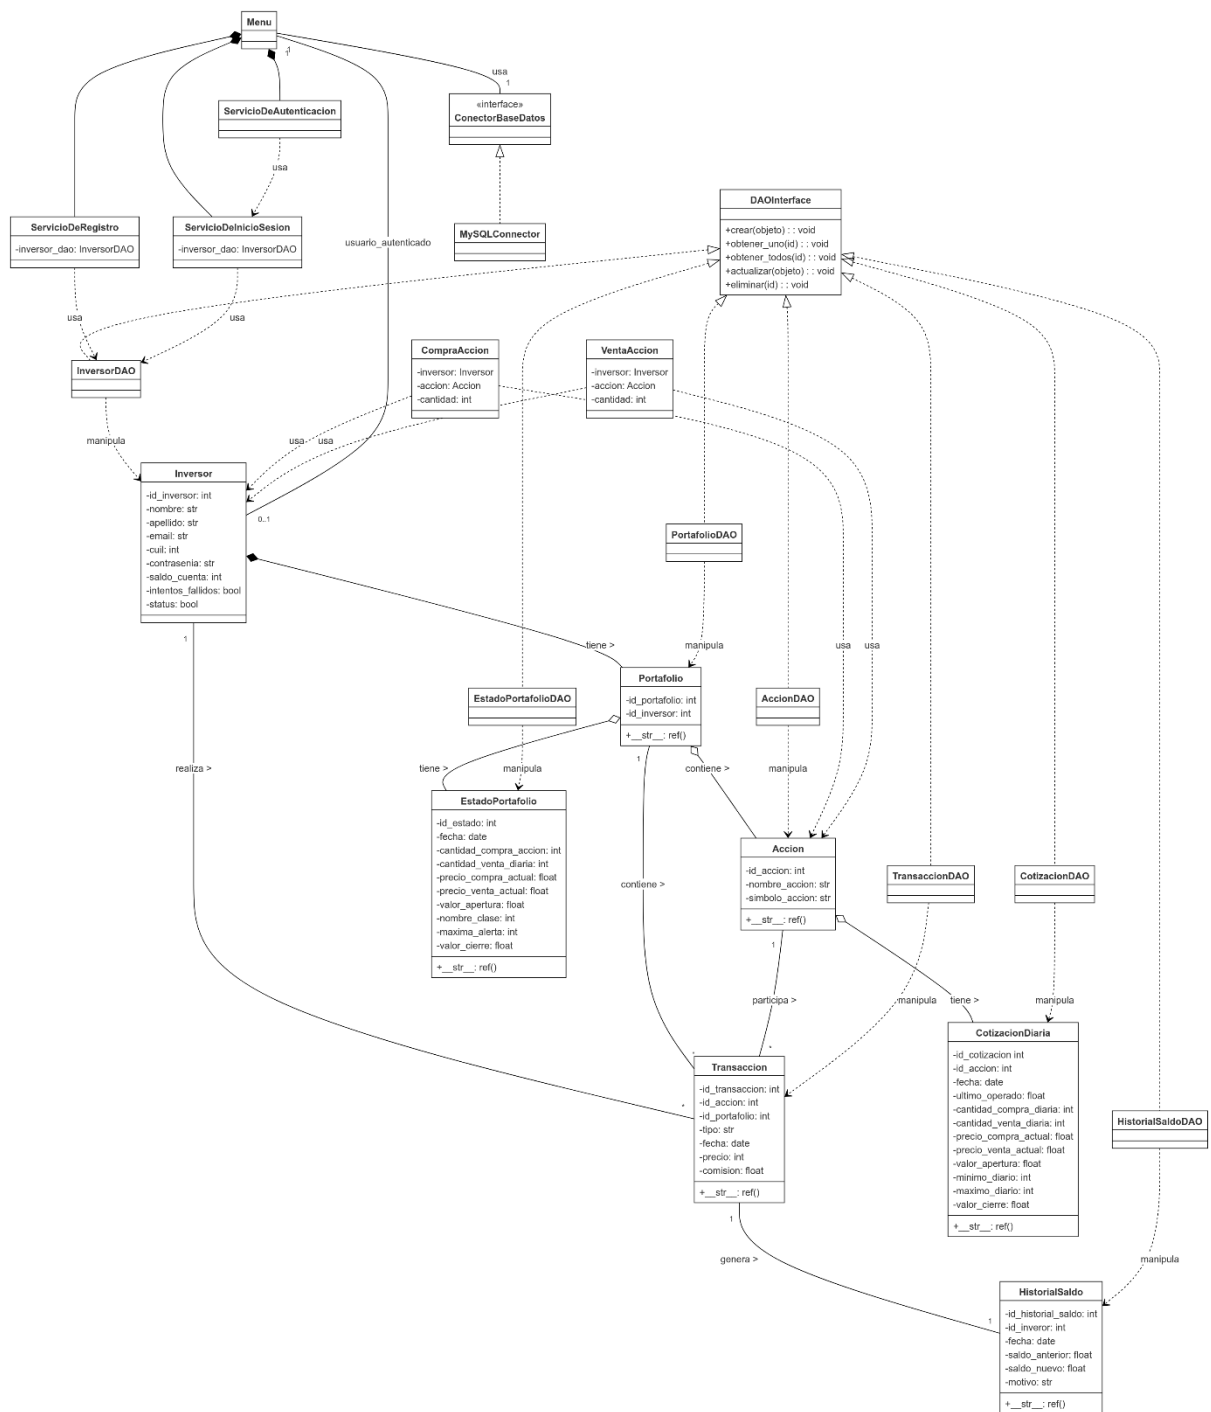 Menu
1
1
usa
1
ServicioDeAutenticacion
«interface»
ConectorBaseDatos
usa
ServicioDeRegistro
-inversor_dao: InversorDAO
ServicioDeInicioSesion
-inversor_dao: InversorDAO
usuario_autenticado
MySQLConnector
DAOInterface
+crear(objeto) : : void
+obtener_uno(id) : : void
+obtener_todos(id) : : void
+actualizar(objeto) : : void
+eliminar(id) : : void
usa
usa
InversorDAO
CompraAccion
-inversor: Inversor
-accion: Accion
-cantidad: int
VentaAccion
-inversor: Inversor
-accion: Accion
-cantidad: int
manipula
usa
usa
Inversor
-id_inversor: int
-nombre: str
-apellido: str
-email: str
-cuil: int
-contrasenia: str
-saldo_cuenta: int
-intentos_fallidos: bool
-status: bool
0..1
1
PortafolioDAO
tiene >
manipula
usa
usa
Portafolio
-id_portafolio: int
-id_inversor: int
+__str__: ref()
1
EstadoPortafolioDAO
AccionDAO
realiza >
tiene >
manipula
contiene >
manipula
EstadoPortafolio
-id_estado: int
-fecha: date
-cantidad_compra_accion: int
-cantidad_venta_diaria: int
-precio_compra_actual: float
-precio_venta_actual: float
-valor_apertura: float
-nombre_clase: int
-maxima_alerta: int
-valor_cierre: float
+__str__: ref()
Accion
-id_accion: int
-nombre_accion: str
-simbolo_accion: str
+__str__: ref()
1
TransaccionDAO
CotizacionDAO
contiene >
participa >
manipula
tiene >
manipula
*
*
*
Transaccion
-id_transaccion: int
-id_accion: int
-id_portafolio: int
-tipo: str
-fecha: date
-precio: int
-comision: float
+__str__: ref()
1
CotizacionDiaria
-id_cotizacion int
-id_accion: int
-fecha: date
-ultimo_operado: float
-cantidad_compra_diaria: int
-cantidad_venta_diaria: int
-precio_compra_actual: float
-precio_venta_actual: float
-valor_apertura: float
-minimo_diario: int
-maximo_diario: int
-valor_cierre: float
+__str__: ref()
HistorialSaldoDAO
genera >
manipula
1
HistorialSaldo
-id_historial_saldo: int
-id_inveror: int
-fecha: date
-saldo_anterior: float
-saldo_nuevo: float
-motivo: str
+__str__: ref()